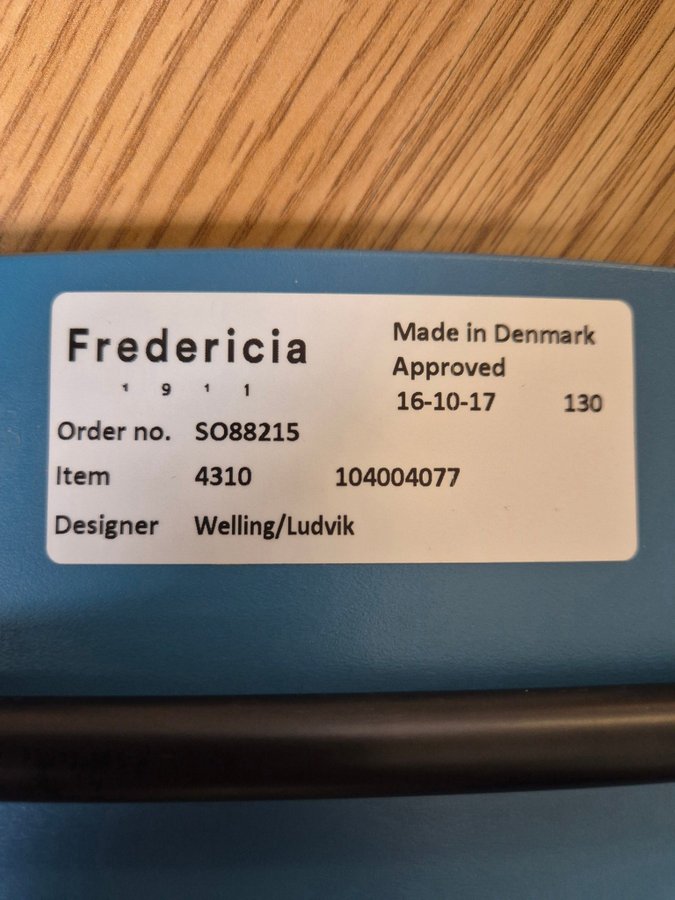 Fredericia
1 9 1 1
Made in Denmark
Approved
16-10-17 130
Order no. SO88215
Item 4310 104004077
Designer Welling/Ludvik